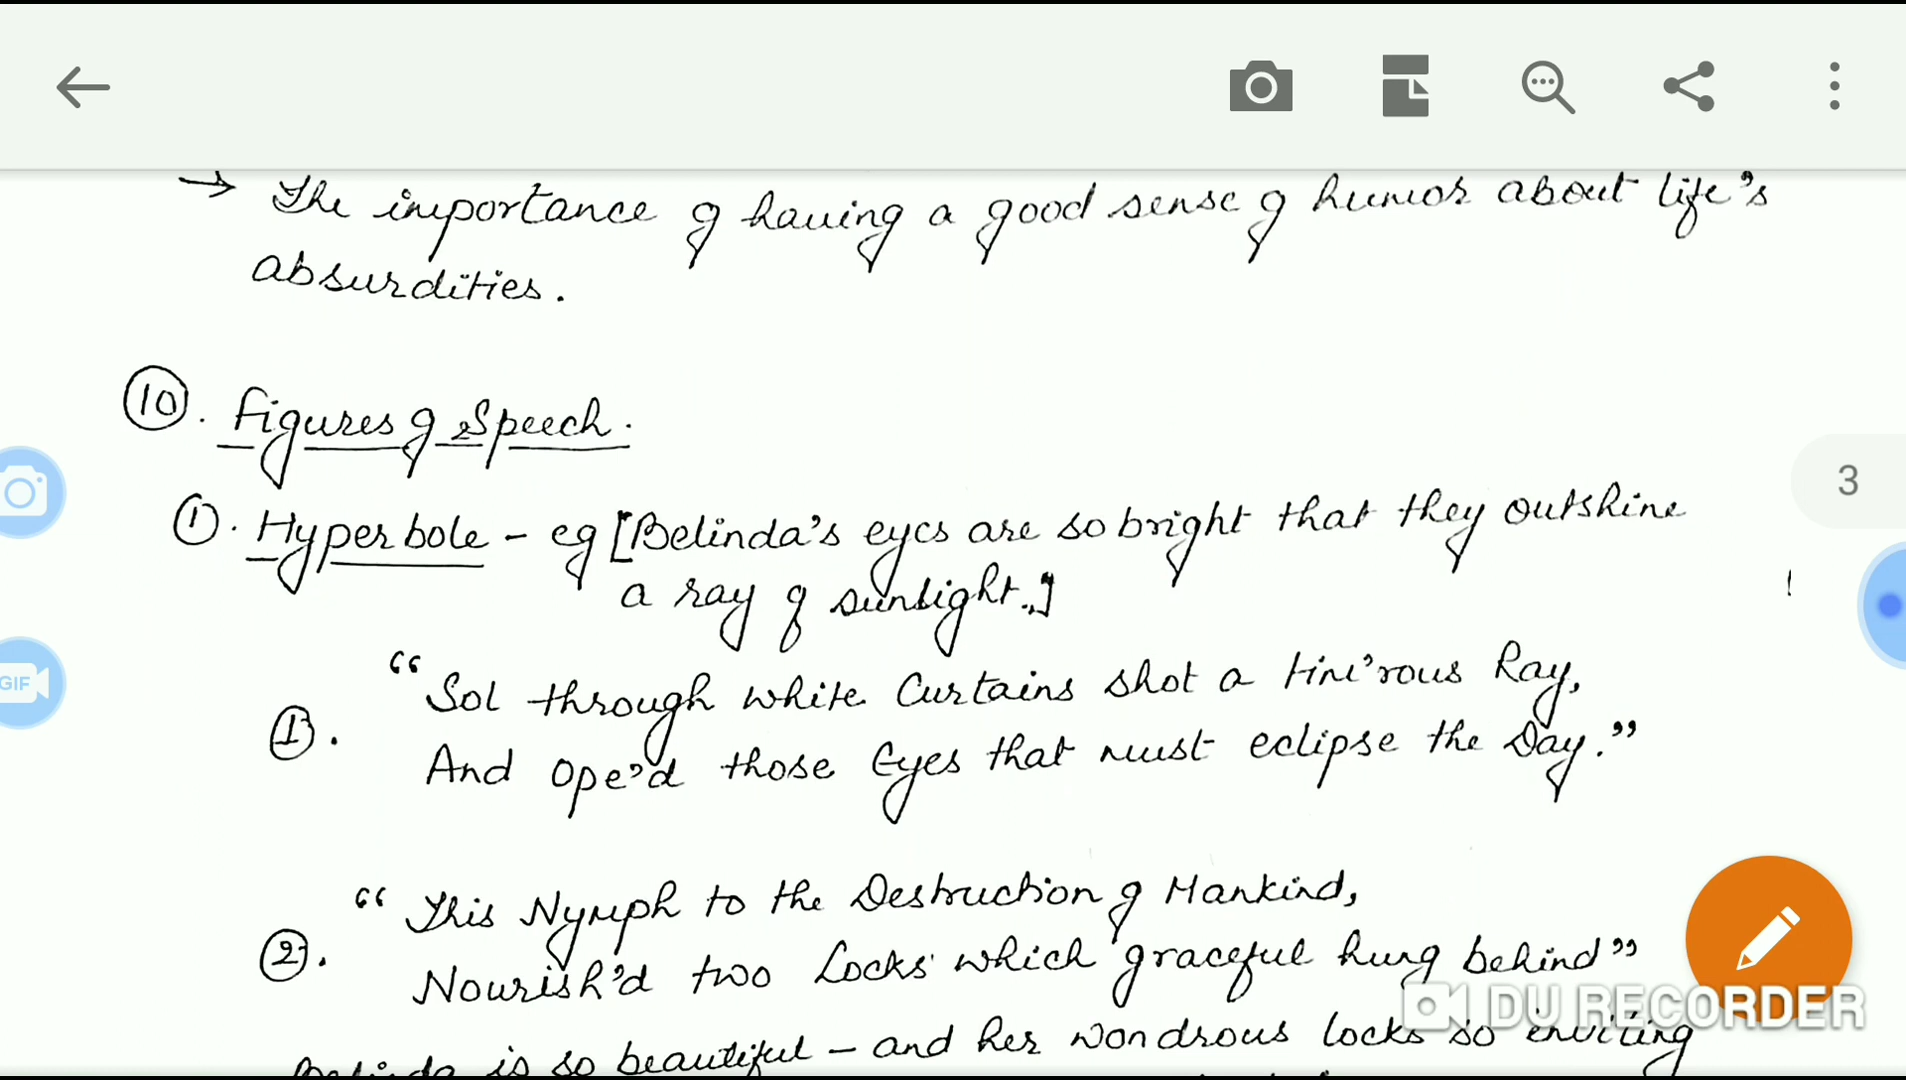 → The importance of having a good sense of humor about life's
absurdities.
10. Figures of Speech.
1. Hyperbole - eg [Belinda's eyes are so bright that they outshine
a ray of sunlight.]
3
"Sol through white Curtains shot a tim'rous Ray,
1. And ope'd those Eyes that must eclipse the Day."
GIF
"This Nymph to the Destruction of Mankind,
2. Nourish'd two Locks which graceful hung behind"
DU RECORDER
Belinda is so beautiful - and her wondrous locks so inviting